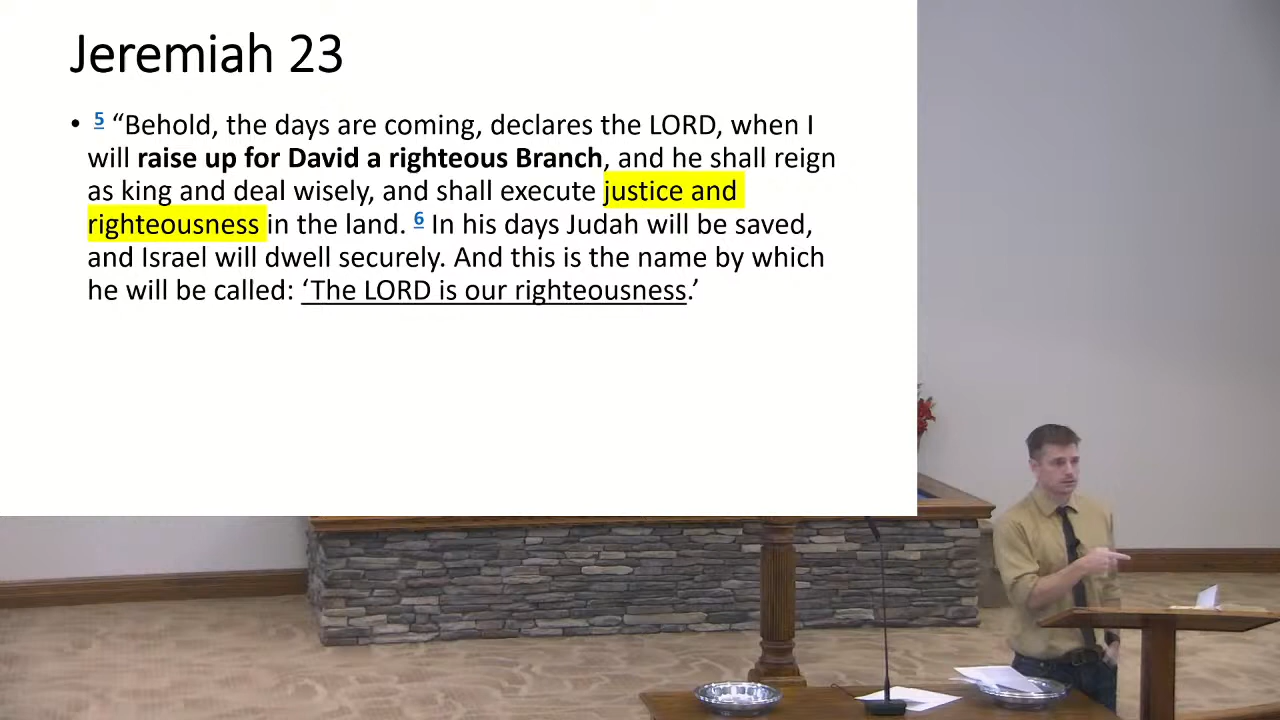 Jeremiah 23
• 5 “Behold, the days are coming, declares the LORD, when I
will raise up for David a righteous Branch, and he shall reign
as king and deal wisely, and shall execute justice and
righteousness in the land. 6 In his days Judah will be saved,
and Israel will dwell securely. And this is the name by which
he will be called: ‘The LORD is our righteousness.’